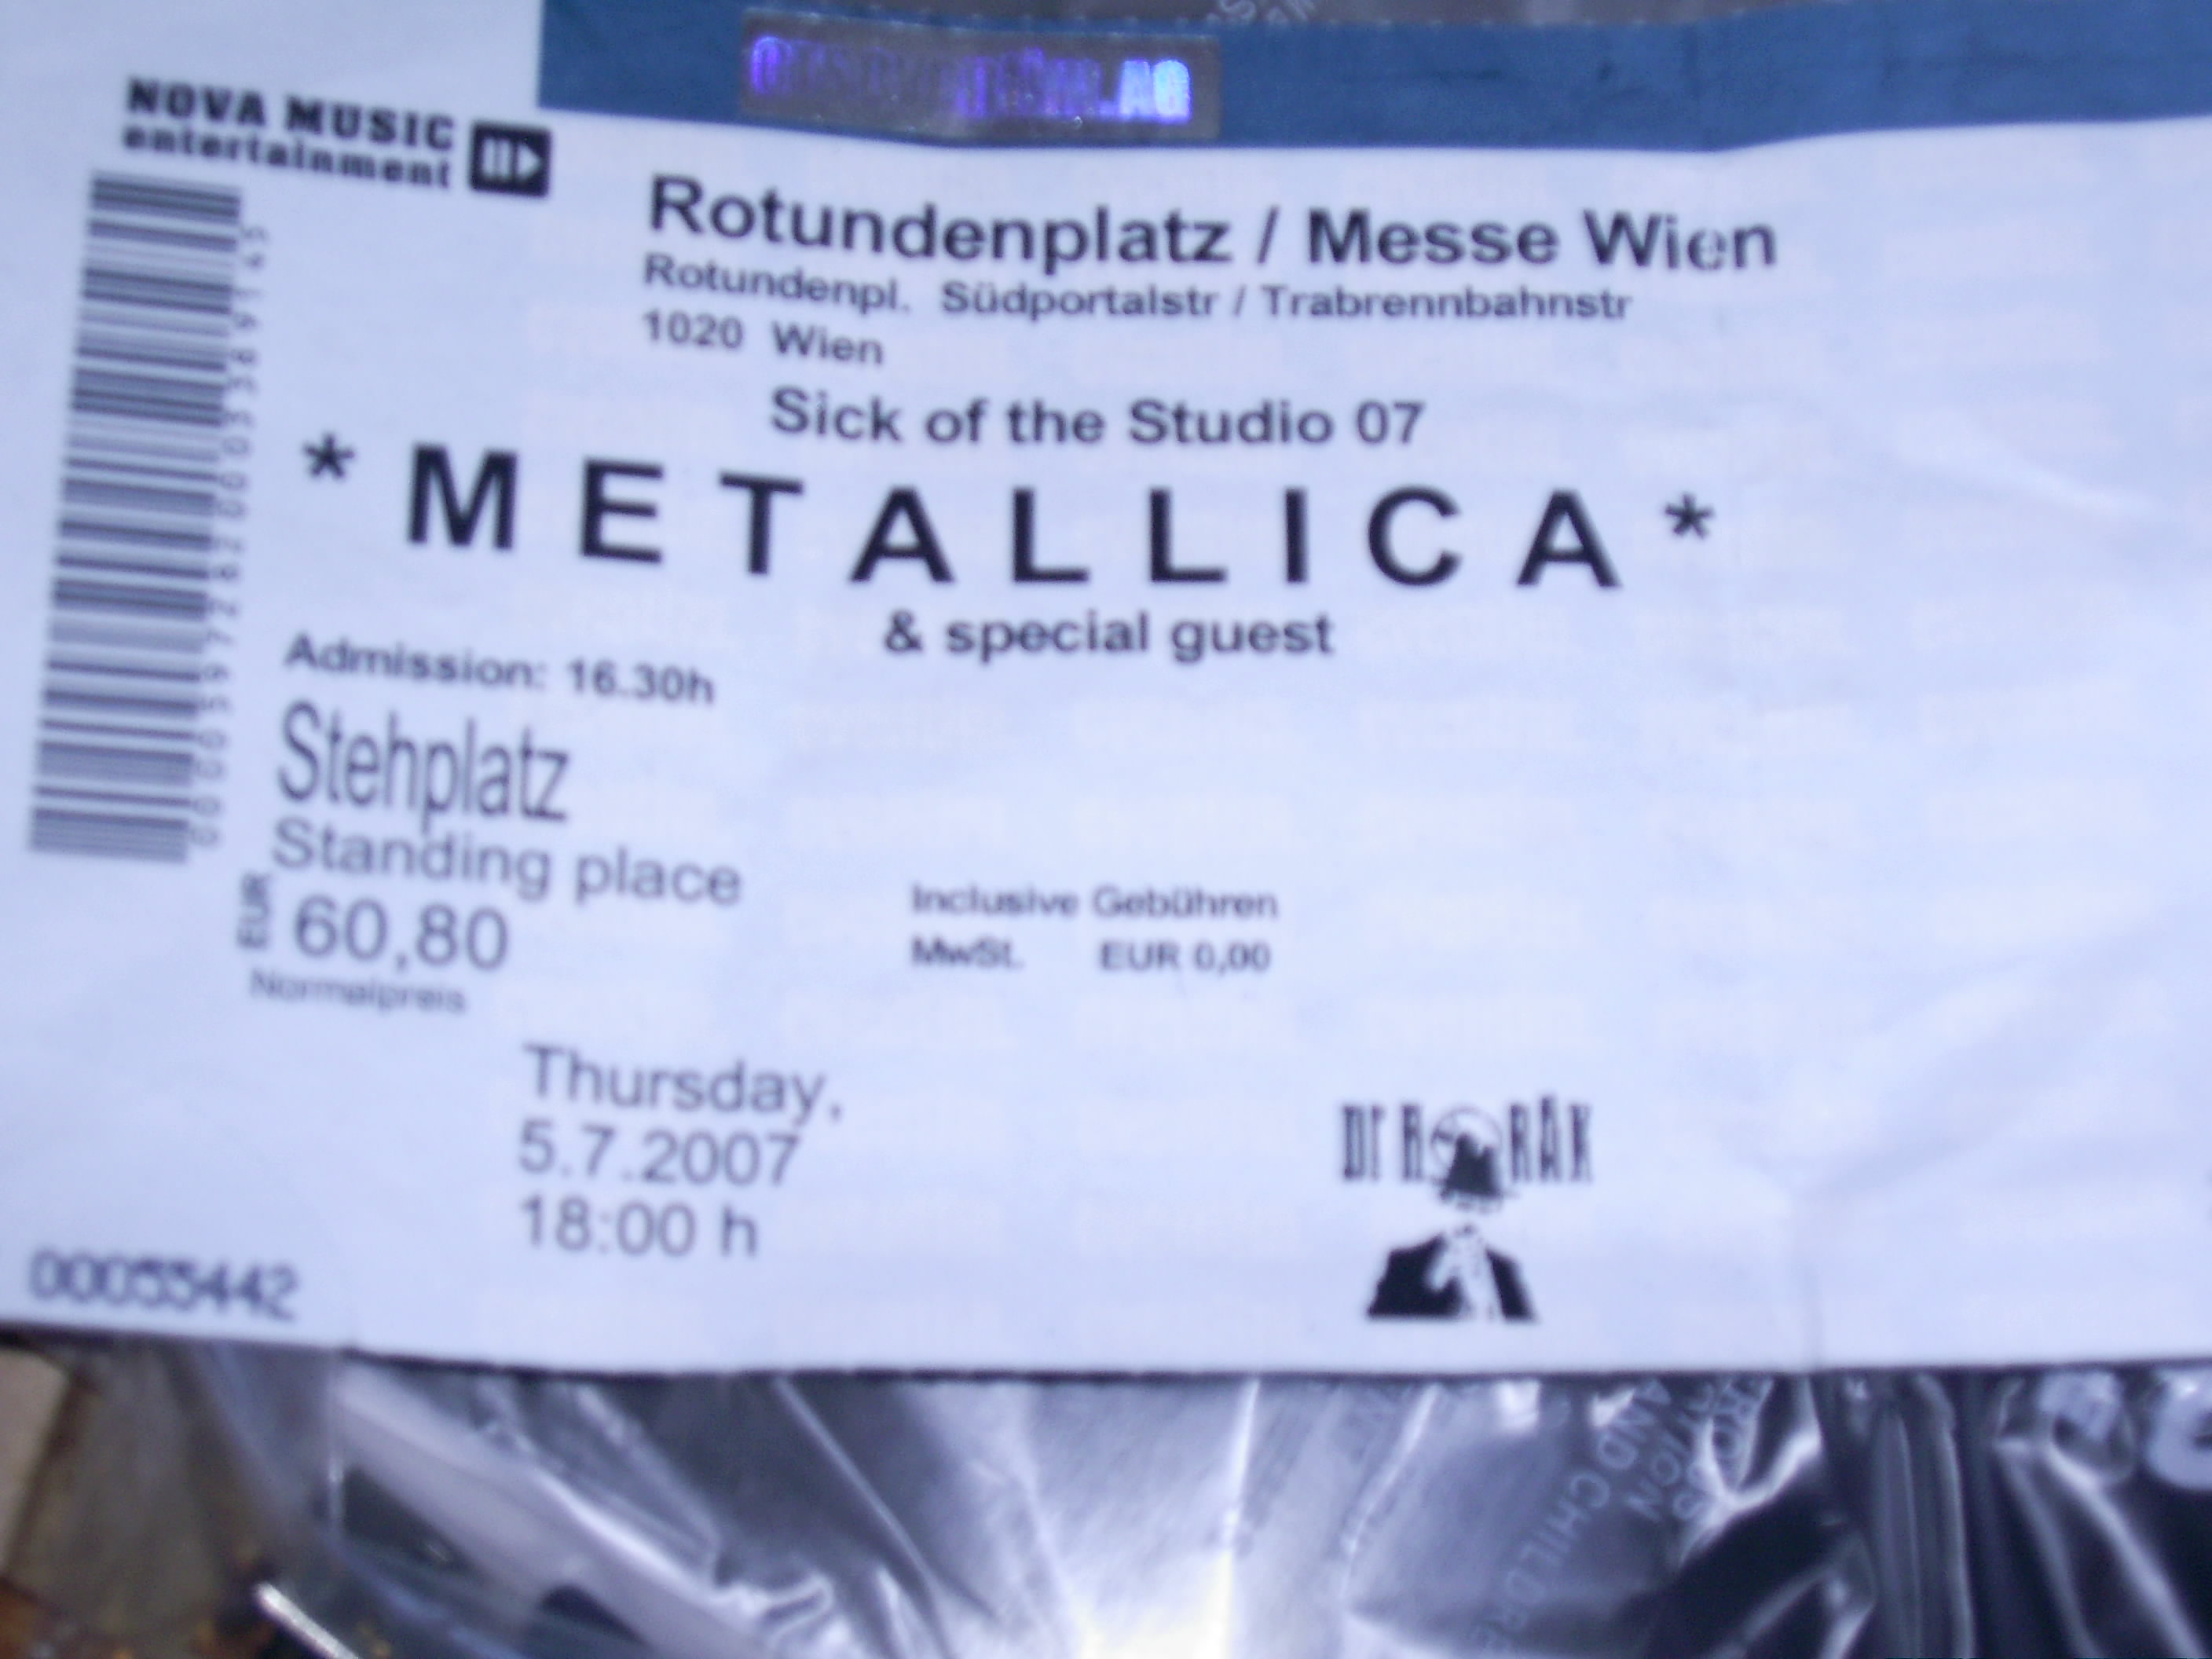 NOVA MUSIC
entertainment
Rotundenplatz / Messe Wien
Rotundenpl. Südportalstr / Trabrennbahnstr
1020 Wien
Sick of the Studio 07
* M E T A L L I C A *
& special guest
Admission: 16.30h
Stehplatz
Standing place
EUR 60,80
Normalpreis
Inclusive Gebühren
MwSt. EUR 0,00
Thursday,
5.7.2007
18:00 h
00055442
AND CHILDRE